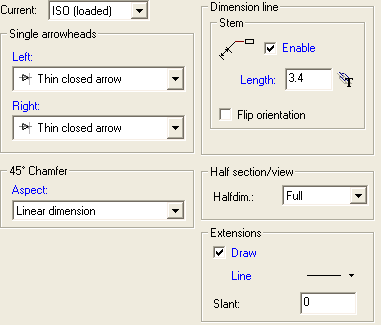 Current: ISO (loaded)
Single arrowheads
Left:
Thin closed arrow
Right:
Thin closed arrow
45° Chamfer
Aspect:
Linear dimension
Dimension line
Stem
Enable
Length: 3.4
Flip orientation
Half section/view
Halfdim.: Full
Extensions
Draw
Line
Slant: 0